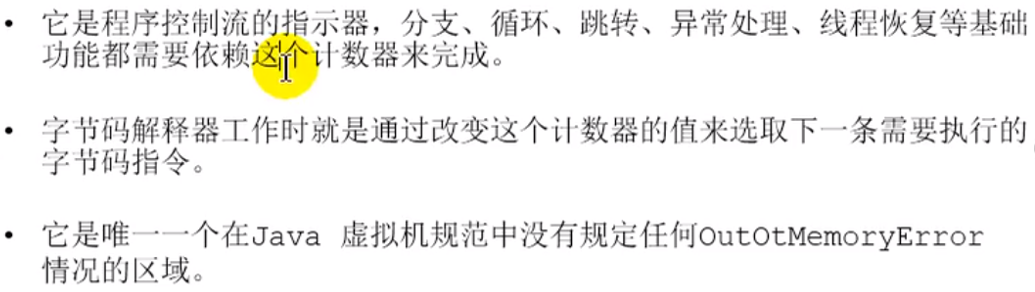 • 它是程序控制流的指示器，分支、循环、跳转、异常处理、线程恢复等基础
功能都需要依赖这个计数器来完成。
• 字节码解释器工作时就是通过改变这个计数器的值来选取下一条需要执行的
字节码指令。
• 它是唯一一个在Java 虚拟机规范中没有规定任何OutOtMemoryError
情况的区域。